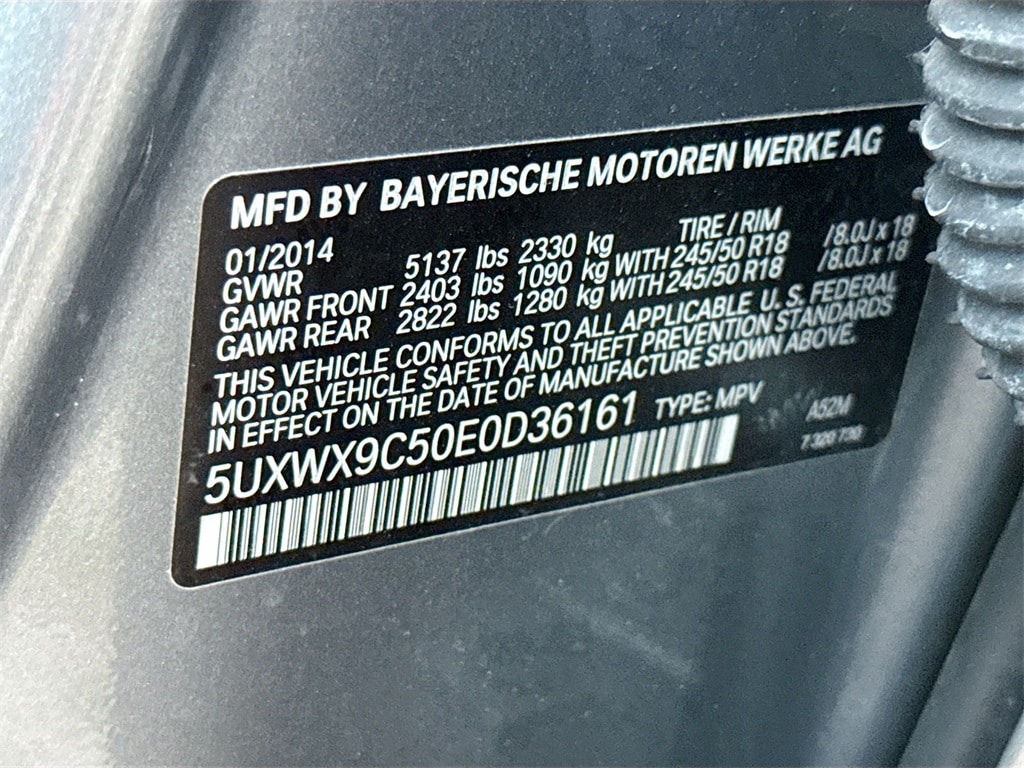 MFD BY BAYERISCHE MOTOREN WERKE AG
01/2014 TIRE / RIM
GVWR 5137 lbs 2330 kg
GAWR FRONT 2403 lbs 1090 kg WITH 245/50 R18 /8.0J x 18
GAWR REAR 2822 lbs 1280 kg WITH 245/50 R18 /8.0J x 18
THIS VEHICLE CONFORMS TO ALL APPLICABLE U. S. FEDERAL
MOTOR VEHICLE SAFETY AND THEFT PREVENTION STANDARDS
IN EFFECT ON THE DATE OF MANUFACTURE SHOWN ABOVE.
5UXWX9C50E0D36161 TYPE: MPV A52M
7 320 730